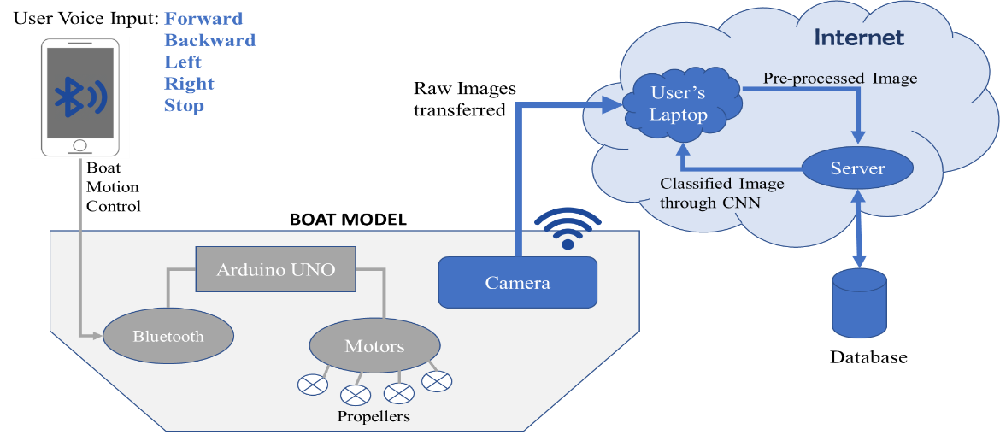 User Voice Input: Forward
Backward
Left
Right
Stop
Boat
Motion
Control
Raw Images
transferred
Internet
User's
Laptop
Pre-processed Image
Server
Classified Image
through CNN
Database
BOAT MODEL
Arduino UNO
Camera
Bluetooth
Motors
Propellers